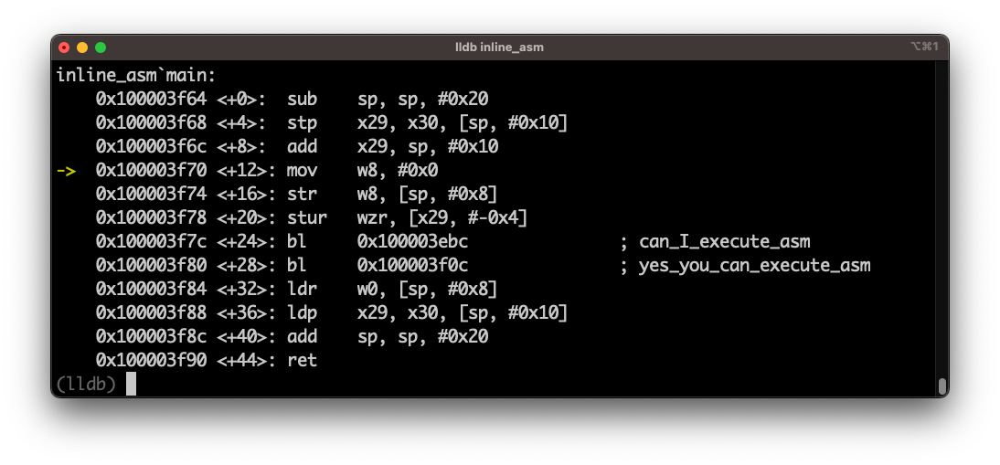 lldb inline_asm
⌥⌘1
inline_asm`main:
    0x100003f64 <+0>:  sub    sp, sp, #0x20
    0x100003f68 <+4>:  stp    x29, x30, [sp, #0x10]
    0x100003f6c <+8>:  add    x29, sp, #0x10
->  0x100003f70 <+12>: mov    w8, #0x0
    0x100003f74 <+16>: str    w8, [sp, #0x8]
    0x100003f78 <+20>: stur   wzr, [x29, #-0x4]
    0x100003f7c <+24>: bl     0x100003ebc               ; can_I_execute_asm
    0x100003f80 <+28>: bl     0x100003f0c               ; yes_you_can_execute_asm
    0x100003f84 <+32>: ldr    w0, [sp, #0x8]
    0x100003f88 <+36>: ldp    x29, x30, [sp, #0x10]
    0x100003f8c <+40>: add    sp, sp, #0x20
    0x100003f90 <+44>: ret
(lldb)